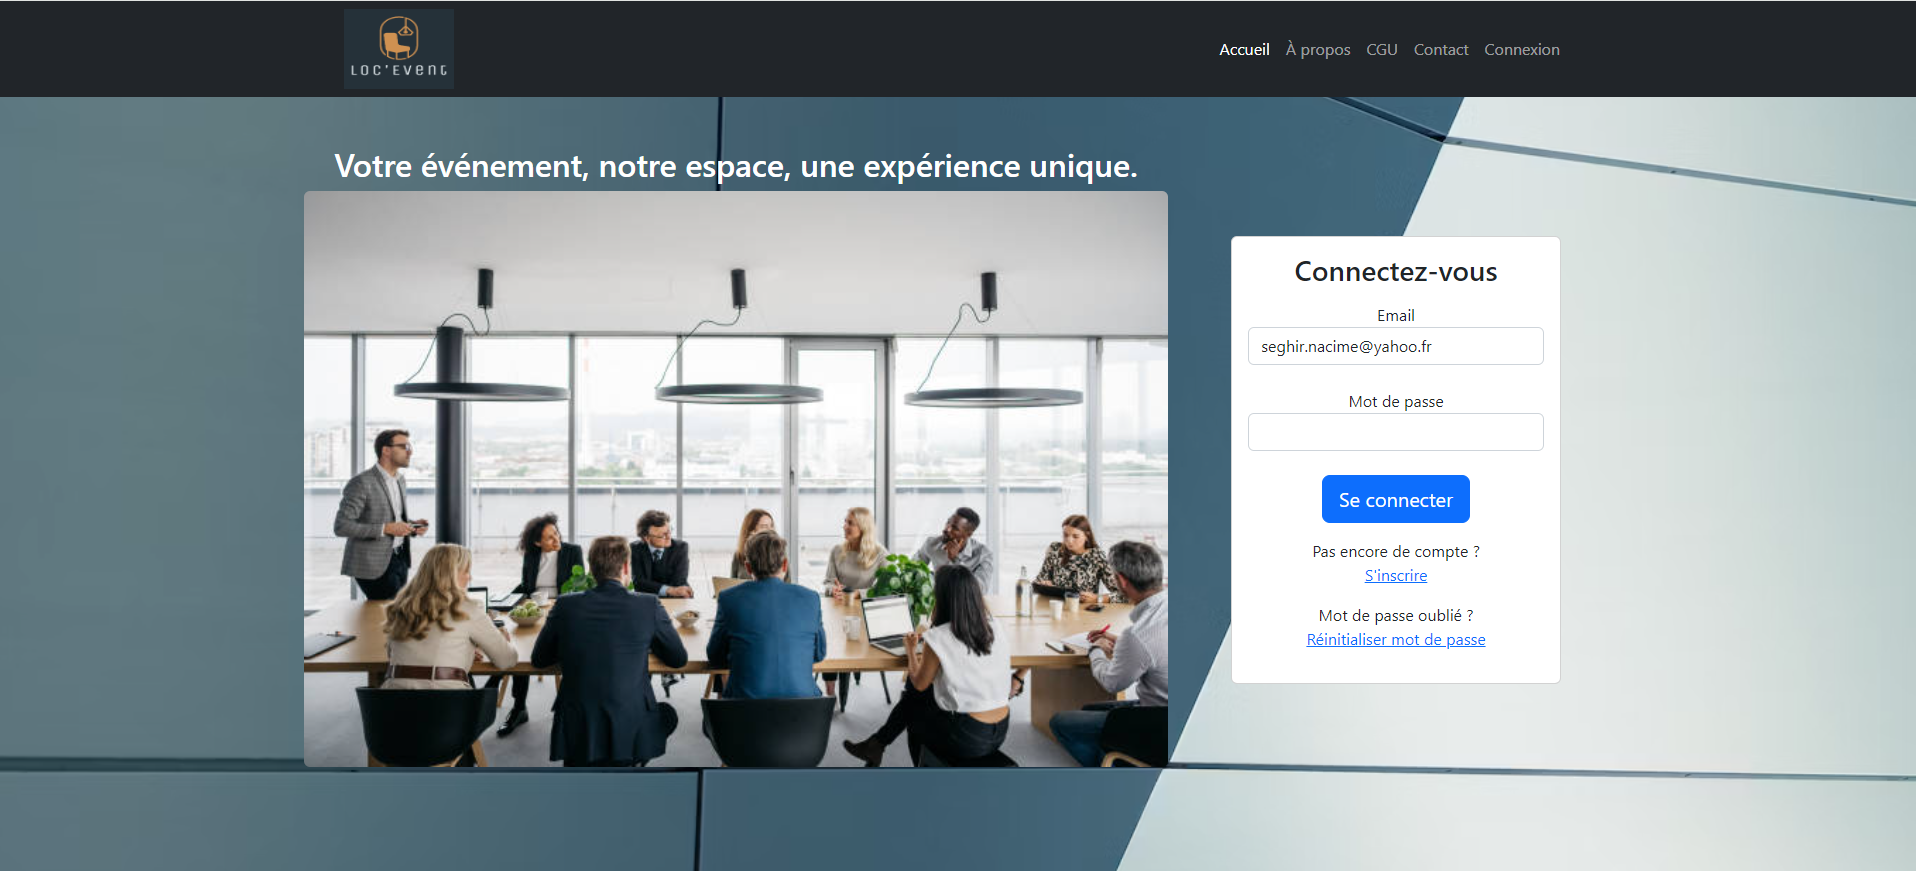 LOC'EVENT
Accueil À propos CGU Contact Connexion
Votre événement, notre espace, une expérience unique.
Connectez-vous
Email
seghir.nacime@yahoo.fr
Mot de passe
Se connecter
Pas encore de compte ?
S'inscrire
Mot de passe oublié ?
Réinitialiser mot de passe